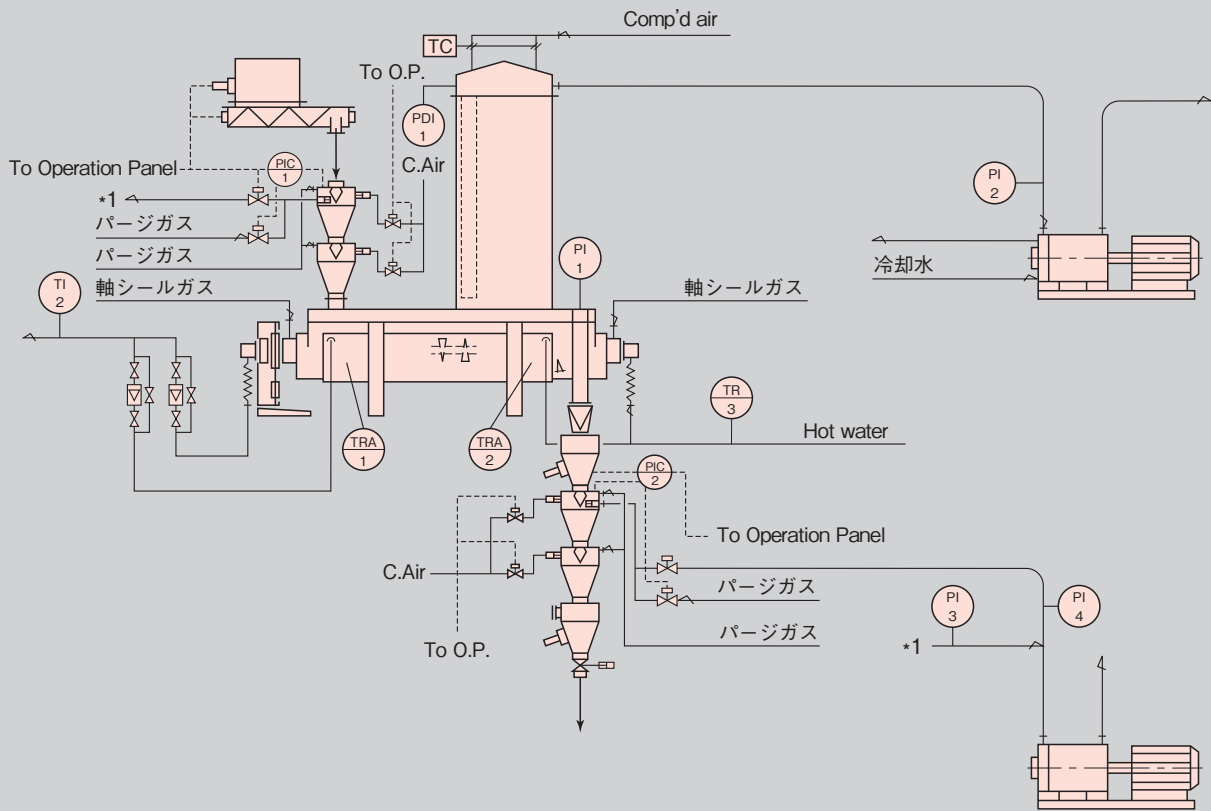 Comp'd air
TC
To O.P.
PDI
1
C.Air
To Operation Panel
PIC
1
*1
パージガス
パージガス
PI
2
冷却水
PI
1
TI
2
軸シールガス
軸シールガス
TR
3
Hot water
TRA
1
TRA
2
PIC
2
To Operation Panel
C.Air
パージガス
パージガス
To O.P.
PI
3
PI
4
*1